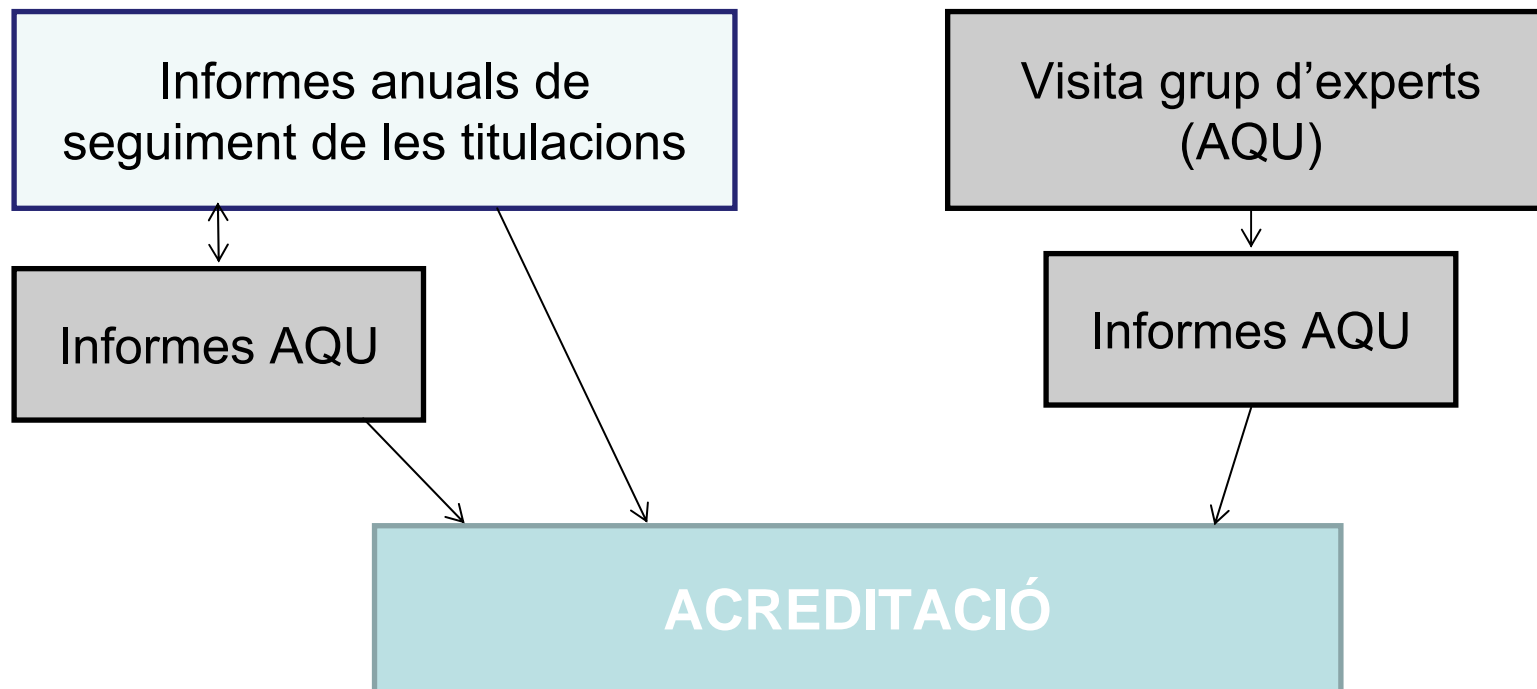 Informes anuals de
seguiment de les titulacions
Visita grup d’experts
(AQU)
Informes AQU
Informes AQU
ACREDITACIÓ